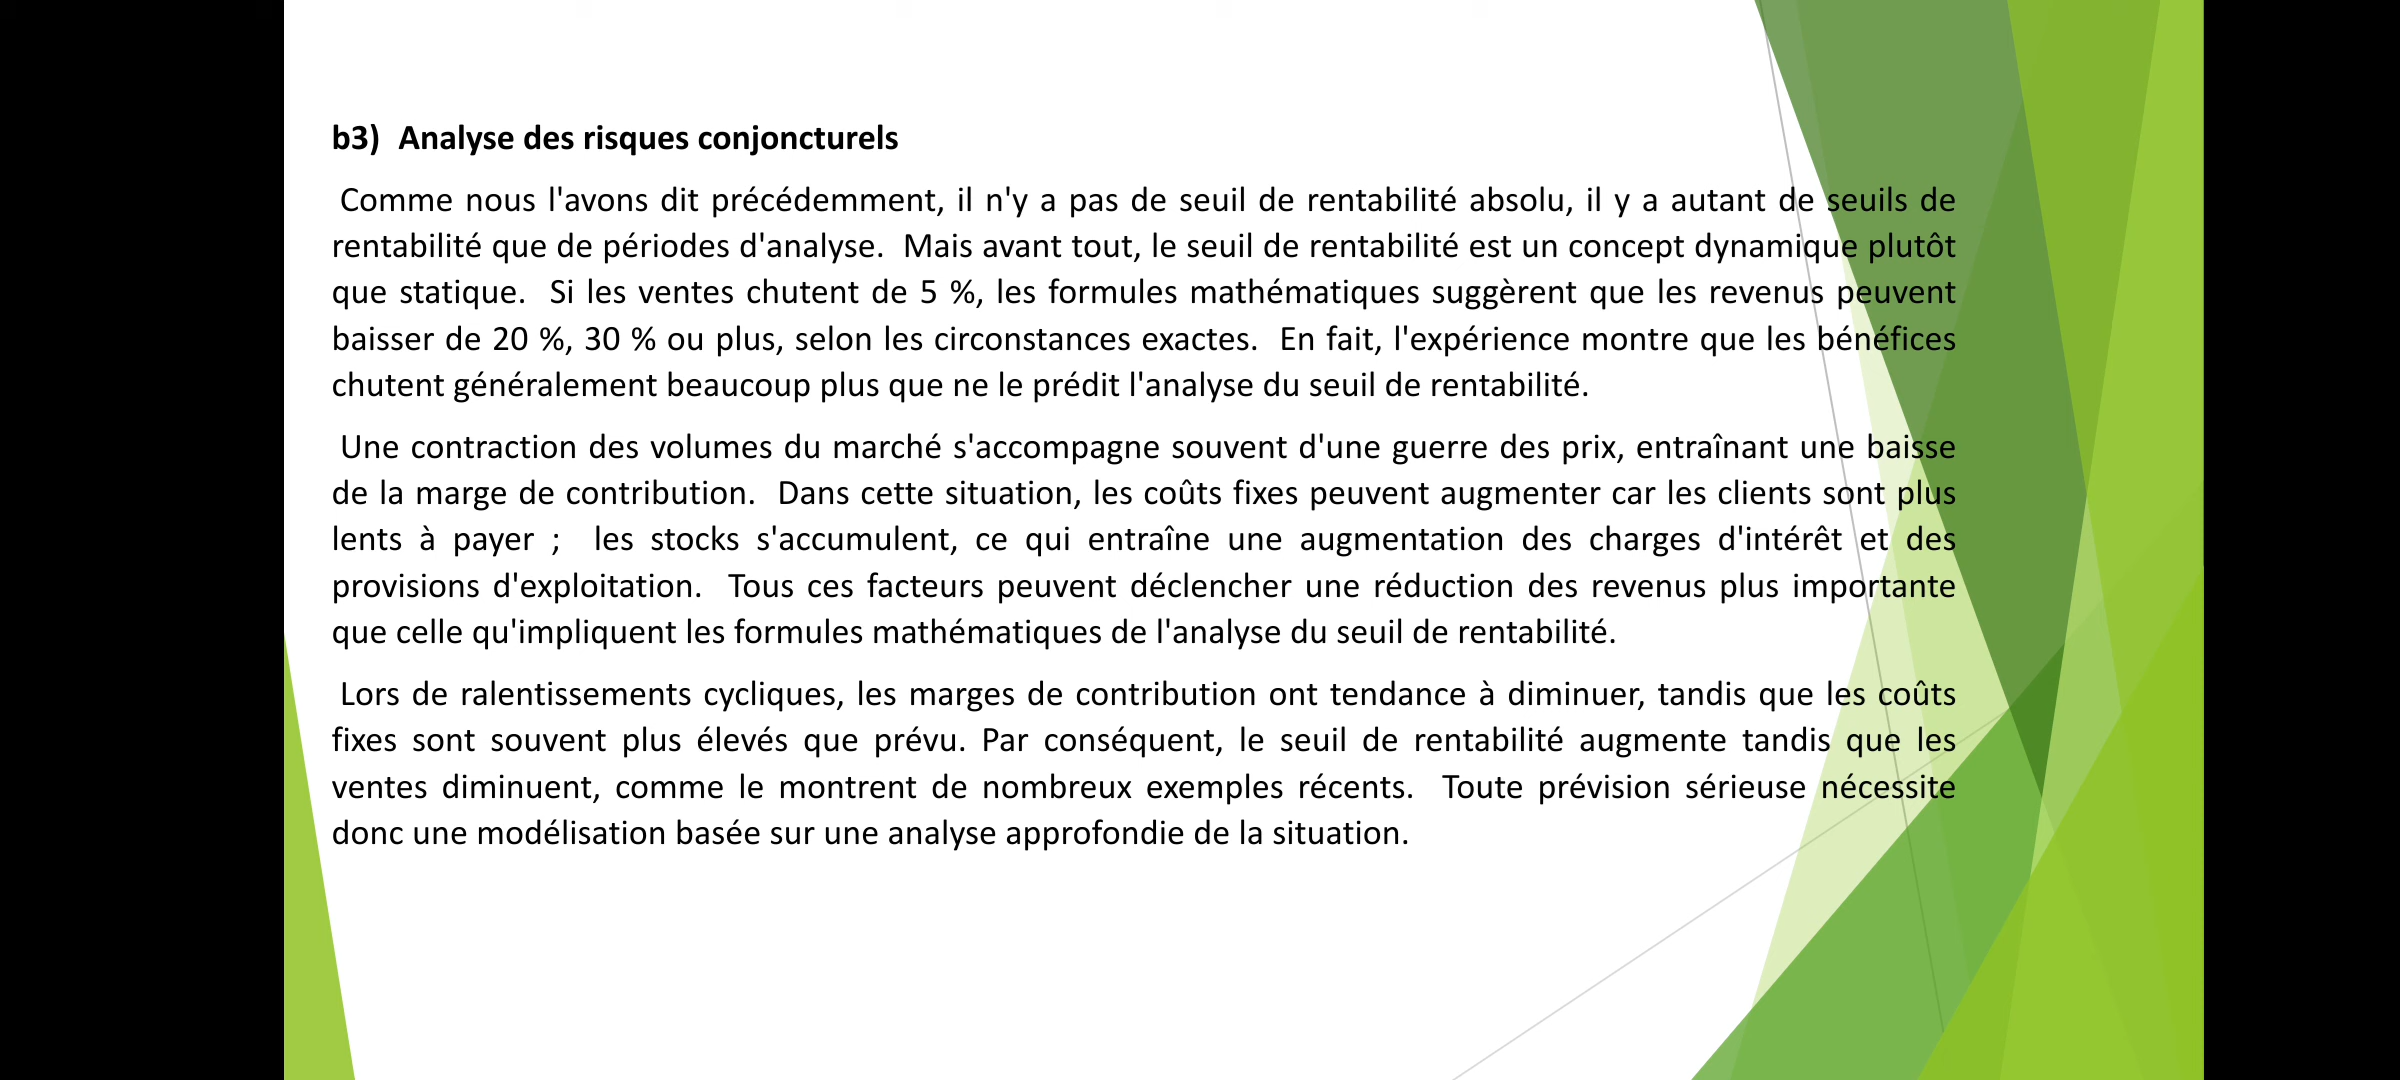 b3) Analyse des risques conjoncturels
Comme nous l'avons dit précédemment, il n'y a pas de seuil de rentabilité absolu, il y a autant de seuils de
rentabilité que de périodes d'analyse. Mais avant tout, le seuil de rentabilité est un concept dynamique plutôt
que statique. Si les ventes chutent de 5 %, les formules mathématiques suggèrent que les revenus peuvent
baisser de 20 %, 30 % ou plus, selon les circonstances exactes. En fait, l'expérience montre que les bénéfices
chutent généralement beaucoup plus que ne le prédit l'analyse du seuil de rentabilité.
Une contraction des volumes du marché s'accompagne souvent d'une guerre des prix, entraînant une baisse
de la marge de contribution. Dans cette situation, les coûts fixes peuvent augmenter car les clients sont plus
lents à payer ; les stocks s'accumulent, ce qui entraîne une augmentation des charges d'intérêt et des
provisions d'exploitation. Tous ces facteurs peuvent déclencher une réduction des revenus plus importante
que celle qu'impliquent les formules mathématiques de l'analyse du seuil de rentabilité.
Lors de ralentissements cycliques, les marges de contribution ont tendance à diminuer, tandis que les coûts
fixes sont souvent plus élevés que prévu. Par conséquent, le seuil de rentabilité augmente tandis que les
ventes diminuent, comme le montrent de nombreux exemples récents. Toute prévision sérieuse nécessite
donc une modélisation basée sur une analyse approfondie de la situation.